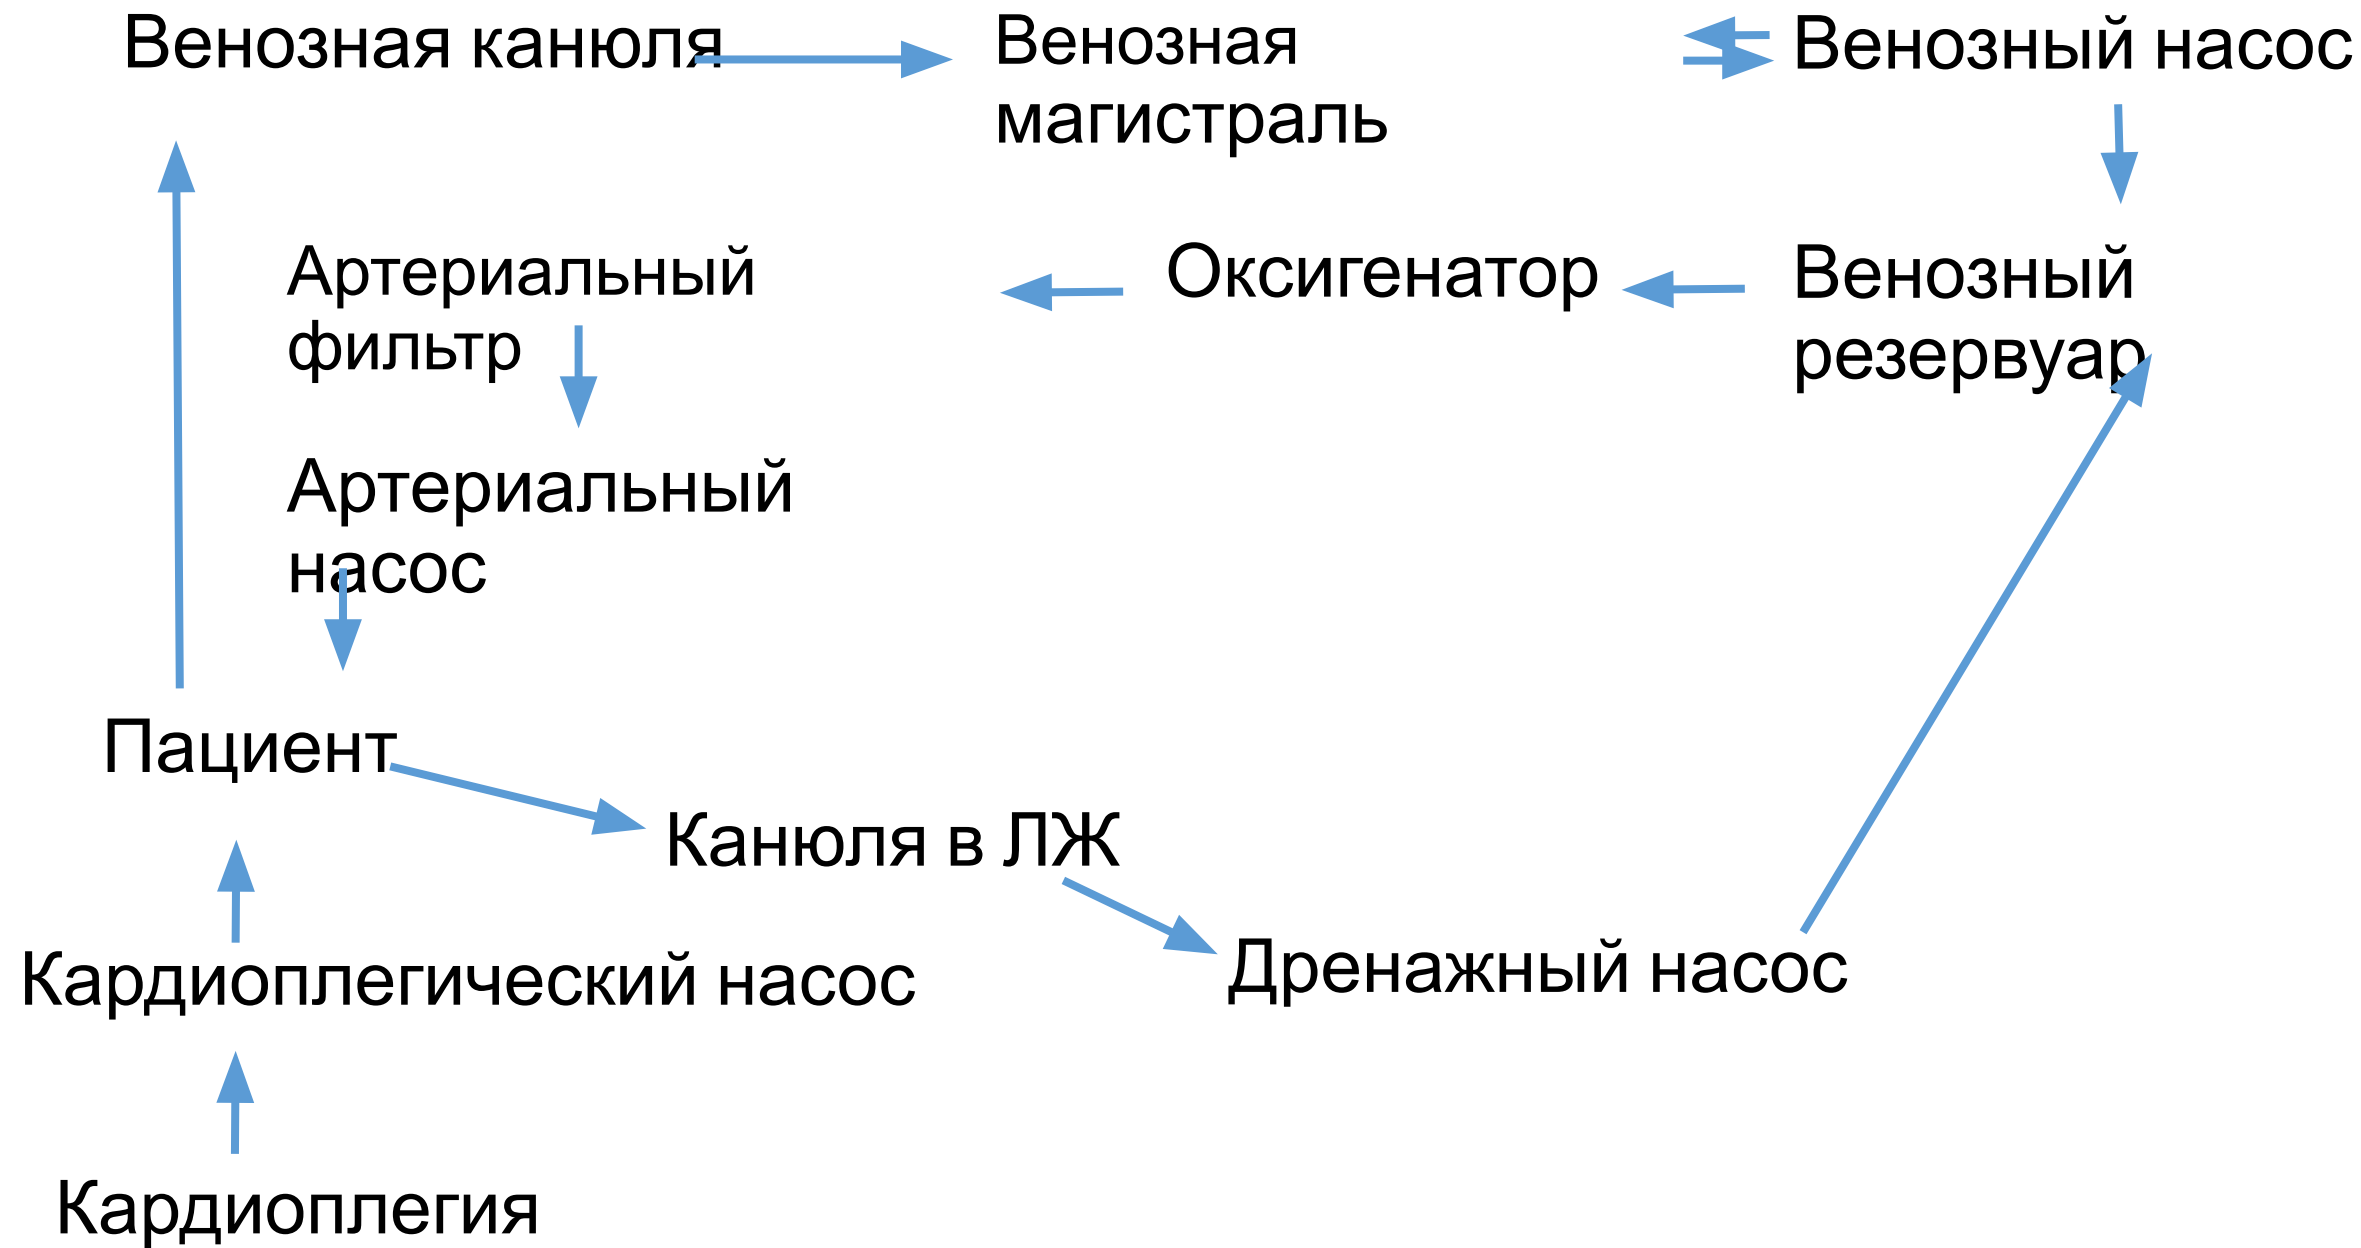 Венозная канюля
Венозная
магистраль
Венозный насос
Артериальный
фильтр
Оксигенатор
Венозный
резервуар
Артериальный
насос
Пациент
Канюля в ЛЖ
Кардиоплегический насос
Дренажный насос
Кардиоплегия